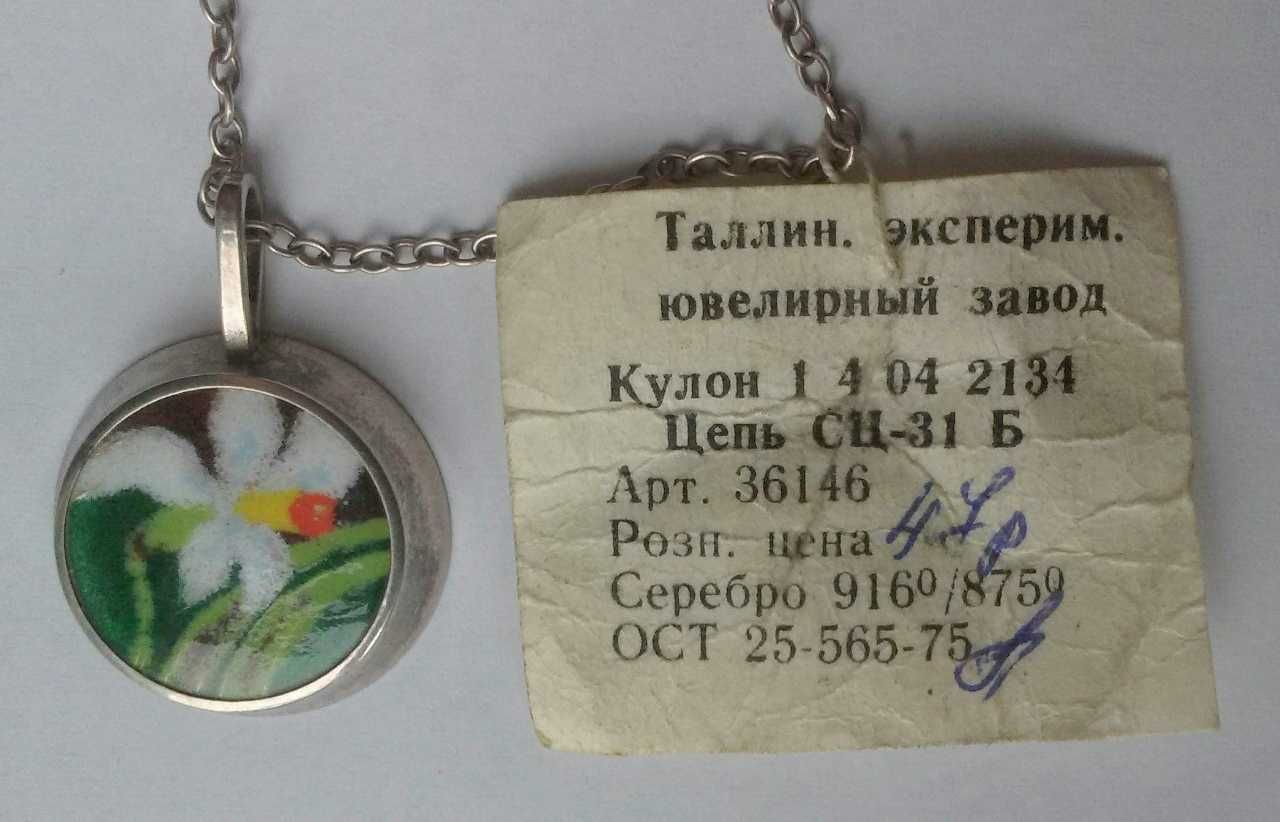 Таллин. эксперим.
ювелирный завод
Кулон 1 4 04 2134
Цепь СЦ-31 Б
Арт. 36146
Розн. цена 47р
Серебро 916⁰/875⁰
ОСТ 25-565-75